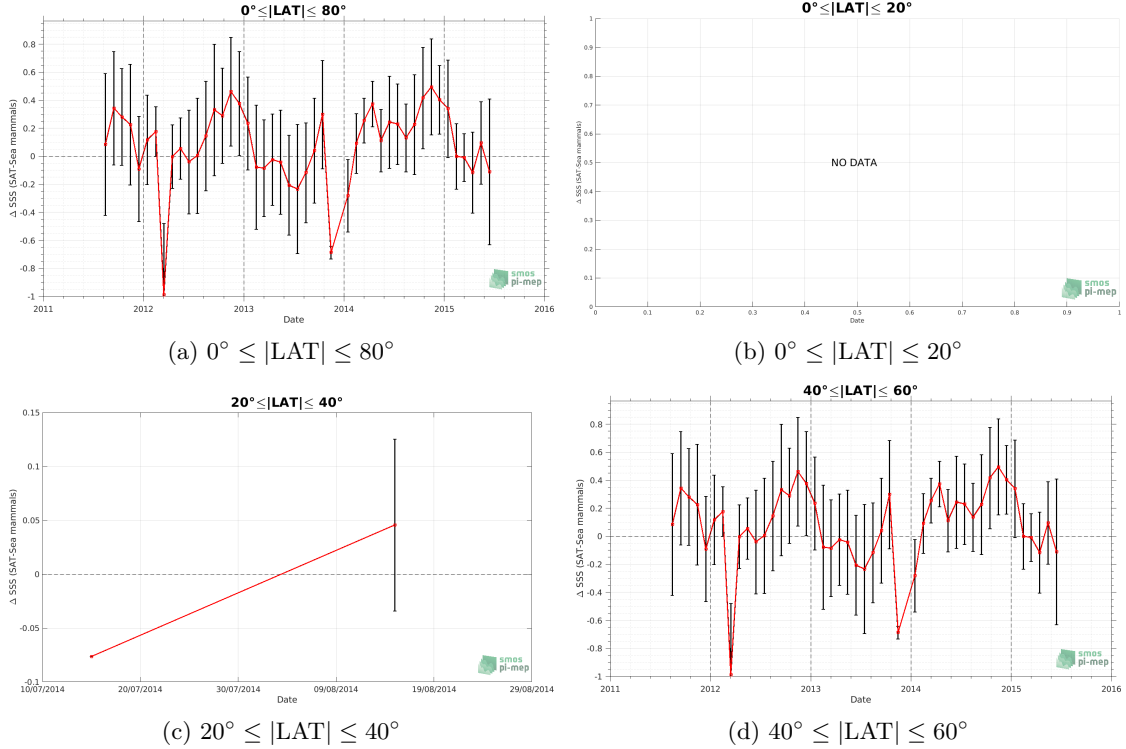 0°≤|LAT|≤ 80°
Δ SSS (SAT-Sea mammals)
0.8
0.6
0.4
0.2
0
-0.2
-0.4
-0.6
-0.8
-1
2011 2012 2013 2014 2015 2016
Date
smos
pi-mep
(a) 0° ≤ |LAT| ≤ 80°
0°≤|LAT|≤ 20°
Δ SSS (SAT-Sea mammals)
1
0.9
0.8
0.7
0.6
0.5
0.4
0.3
0.2
0.1
0
NO DATA
0 0.1 0.2 0.3 0.4 0.5 0.6 0.7 0.8 0.9 1
Date
smos
pi-mep
(b) 0° ≤ |LAT| ≤ 20°
20°≤|LAT|≤ 40°
Δ SSS (SAT-Sea mammals)
0.15
0.1
0.05
0
-0.05
-0.1
10/07/2014 20/07/2014 30/07/2014 09/08/2014 19/08/2014 29/08/2014
Date
smos
pi-mep
(c) 20° ≤ |LAT| ≤ 40°
40°≤|LAT|≤ 60°
Δ SSS (SAT-Sea mammals)
0.8
0.6
0.4
0.2
0
-0.2
-0.4
-0.6
-0.8
-1
2011 2012 2013 2014 2015 2016
Date
smos
pi-mep
(d) 40° ≤ |LAT| ≤ 60°